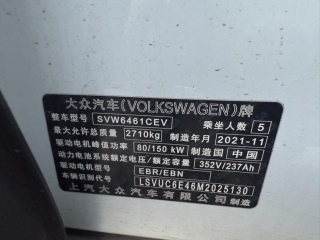 大众汽车(VOLKSWAGEN)牌
整车型号 SVW6461CEV 乘坐人数 5
最大允许总质量 2710kg 制造年月 2021-11
驱动电机峰值功率 80/150 kW 制造国 中国
动力电池系统额定电压/额定容量 352V/237Ah
驱动电机型号 EBR/EBN
车辆识别代号 LSVUC6E46M2025130
上汽大众汽车有限公司制造